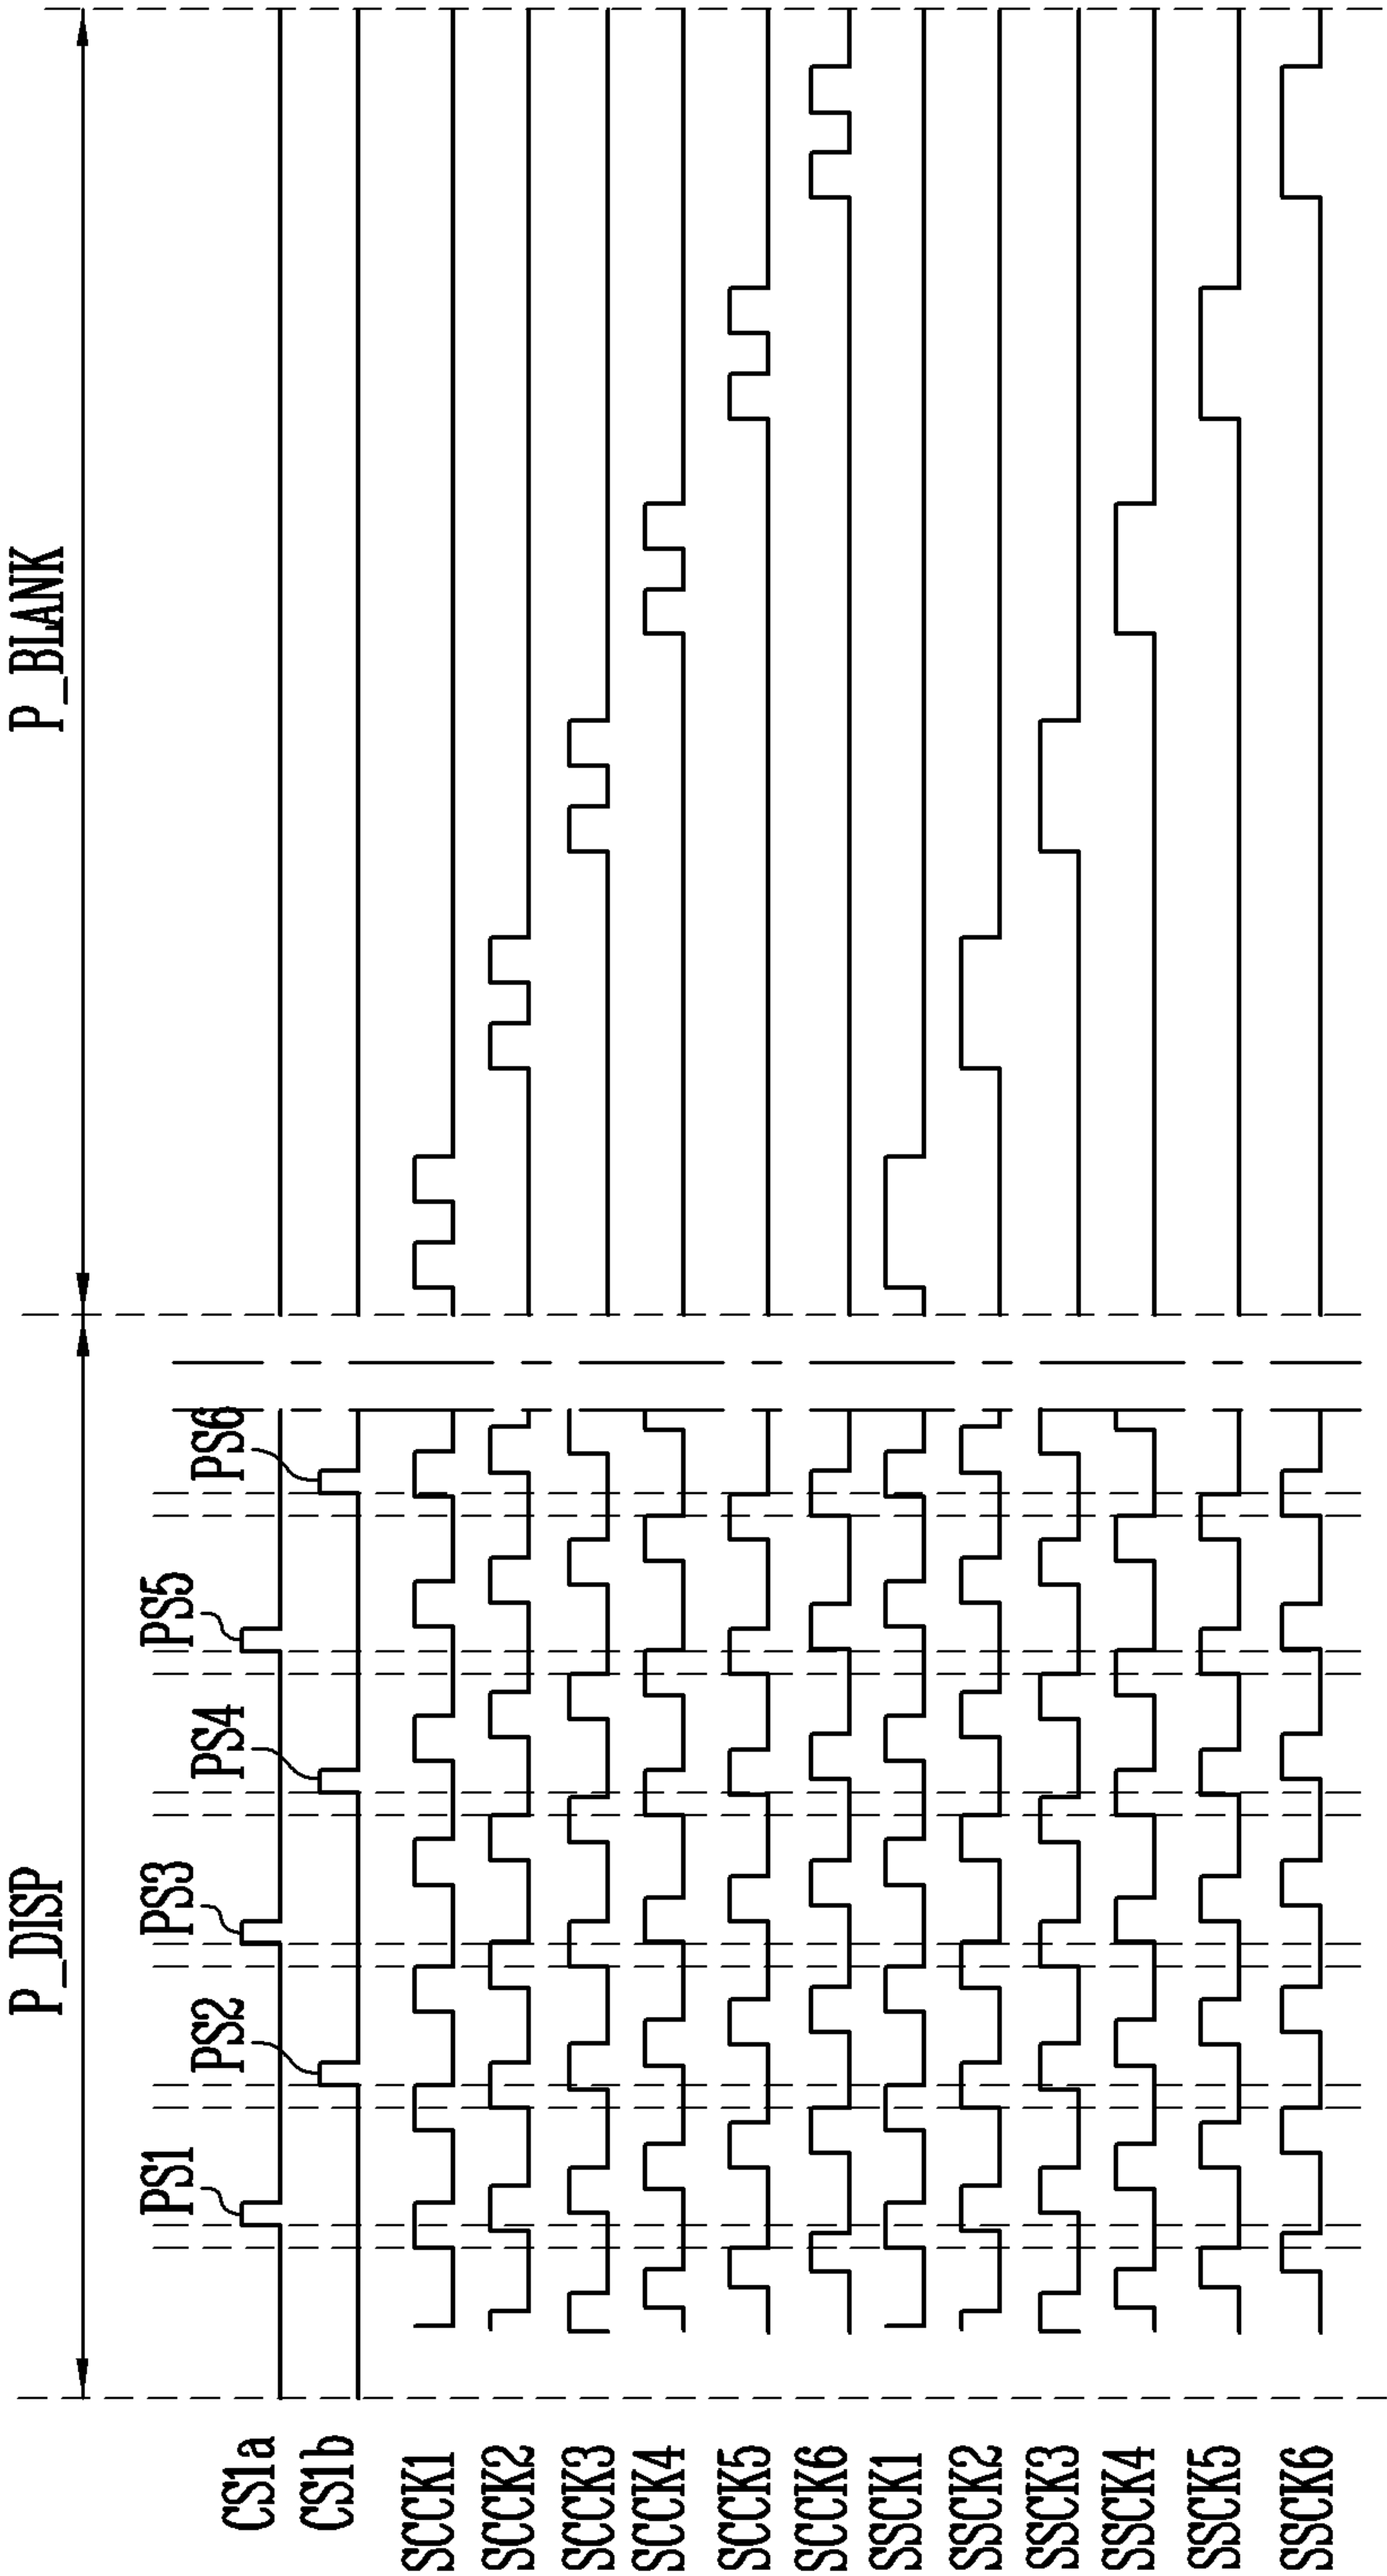 P_DISP
P_BLANK
PS1
PS2
PS3
PS4
PS5
PS6
CS1a
CS1b
SCCK1
SCCK2
SCCK3
SCCK4
SCCK5
SCCK6
SSCK1
SSCK2
SSCK3
SSCK4
SSCK5
SSCK6